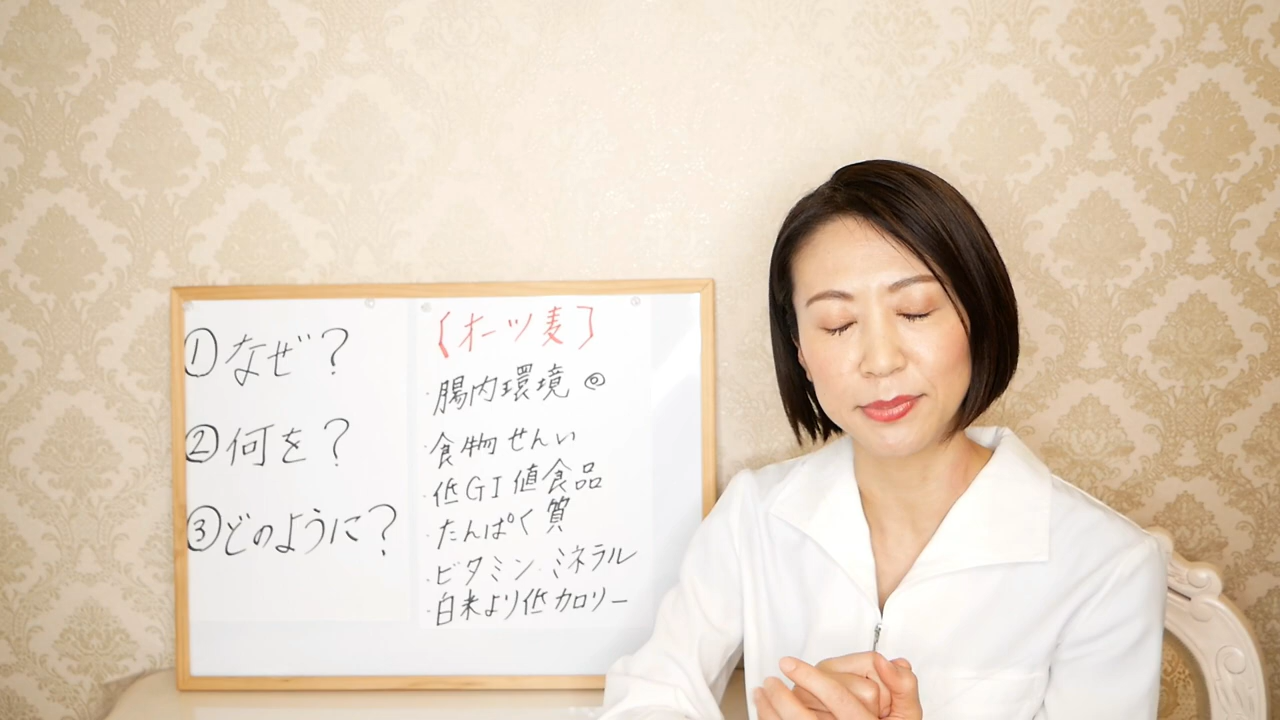 ①なぜ?
②何を?
③どのように?
【オーツ麦】
・腸内環境◎
・食物せんい
・低GI値食品
・たんぱく質
・ビタミン・ミネラル
・白米より低カロリー